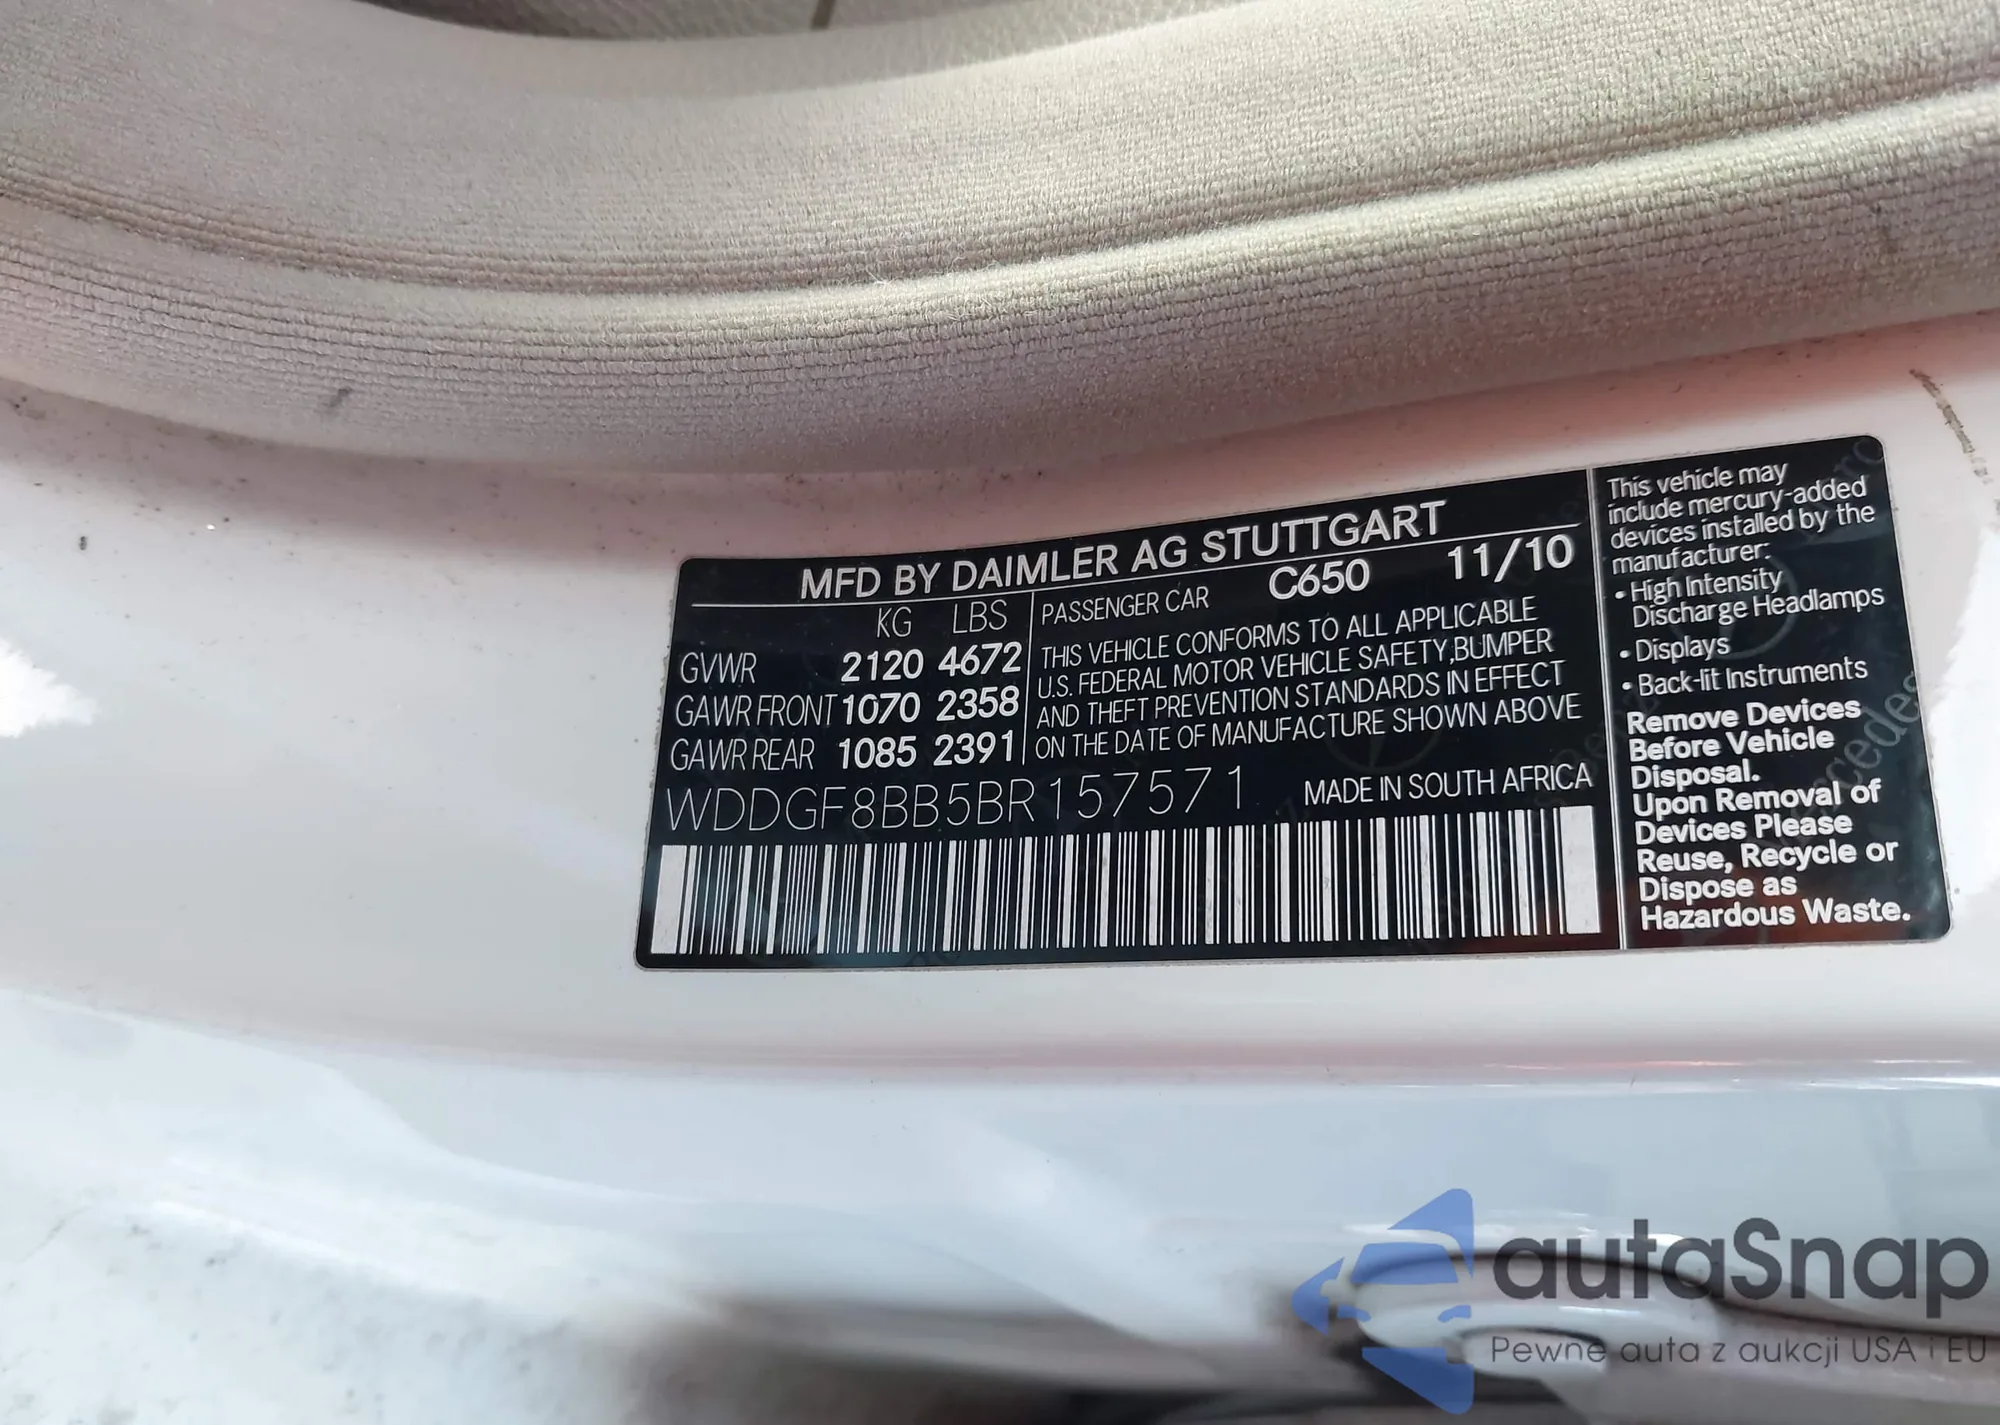 MFD BY DAIMLER AG STUTTGART
KG LBS
GVWR 2120 4672
GAWR FRONT 1070 2358
GAWR REAR 1085 2391
PASSENGER CAR C650 11/10
THIS VEHICLE CONFORMS TO ALL APPLICABLE
U.S. FEDERAL MOTOR VEHICLE SAFETY,BUMPER
AND THEFT PREVENTION STANDARDS IN EFFECT
ON THE DATE OF MANUFACTURE SHOWN ABOVE
WDDGF8BB5BR157571 MADE IN SOUTH AFRICA
This vehicle may
include mercury-added
devices installed by the
manufacturer:
• High Intensity
Discharge Headlamps
• Displays
• Back-lit Instruments
Remove Devices
Before Vehicle
Disposal.
Upon Removal of
Devices Please
Reuse, Recycle or
Dispose as
Hazardous Waste.
Mercedes
autaSnap
Pewne auta z aukcji USA i EU